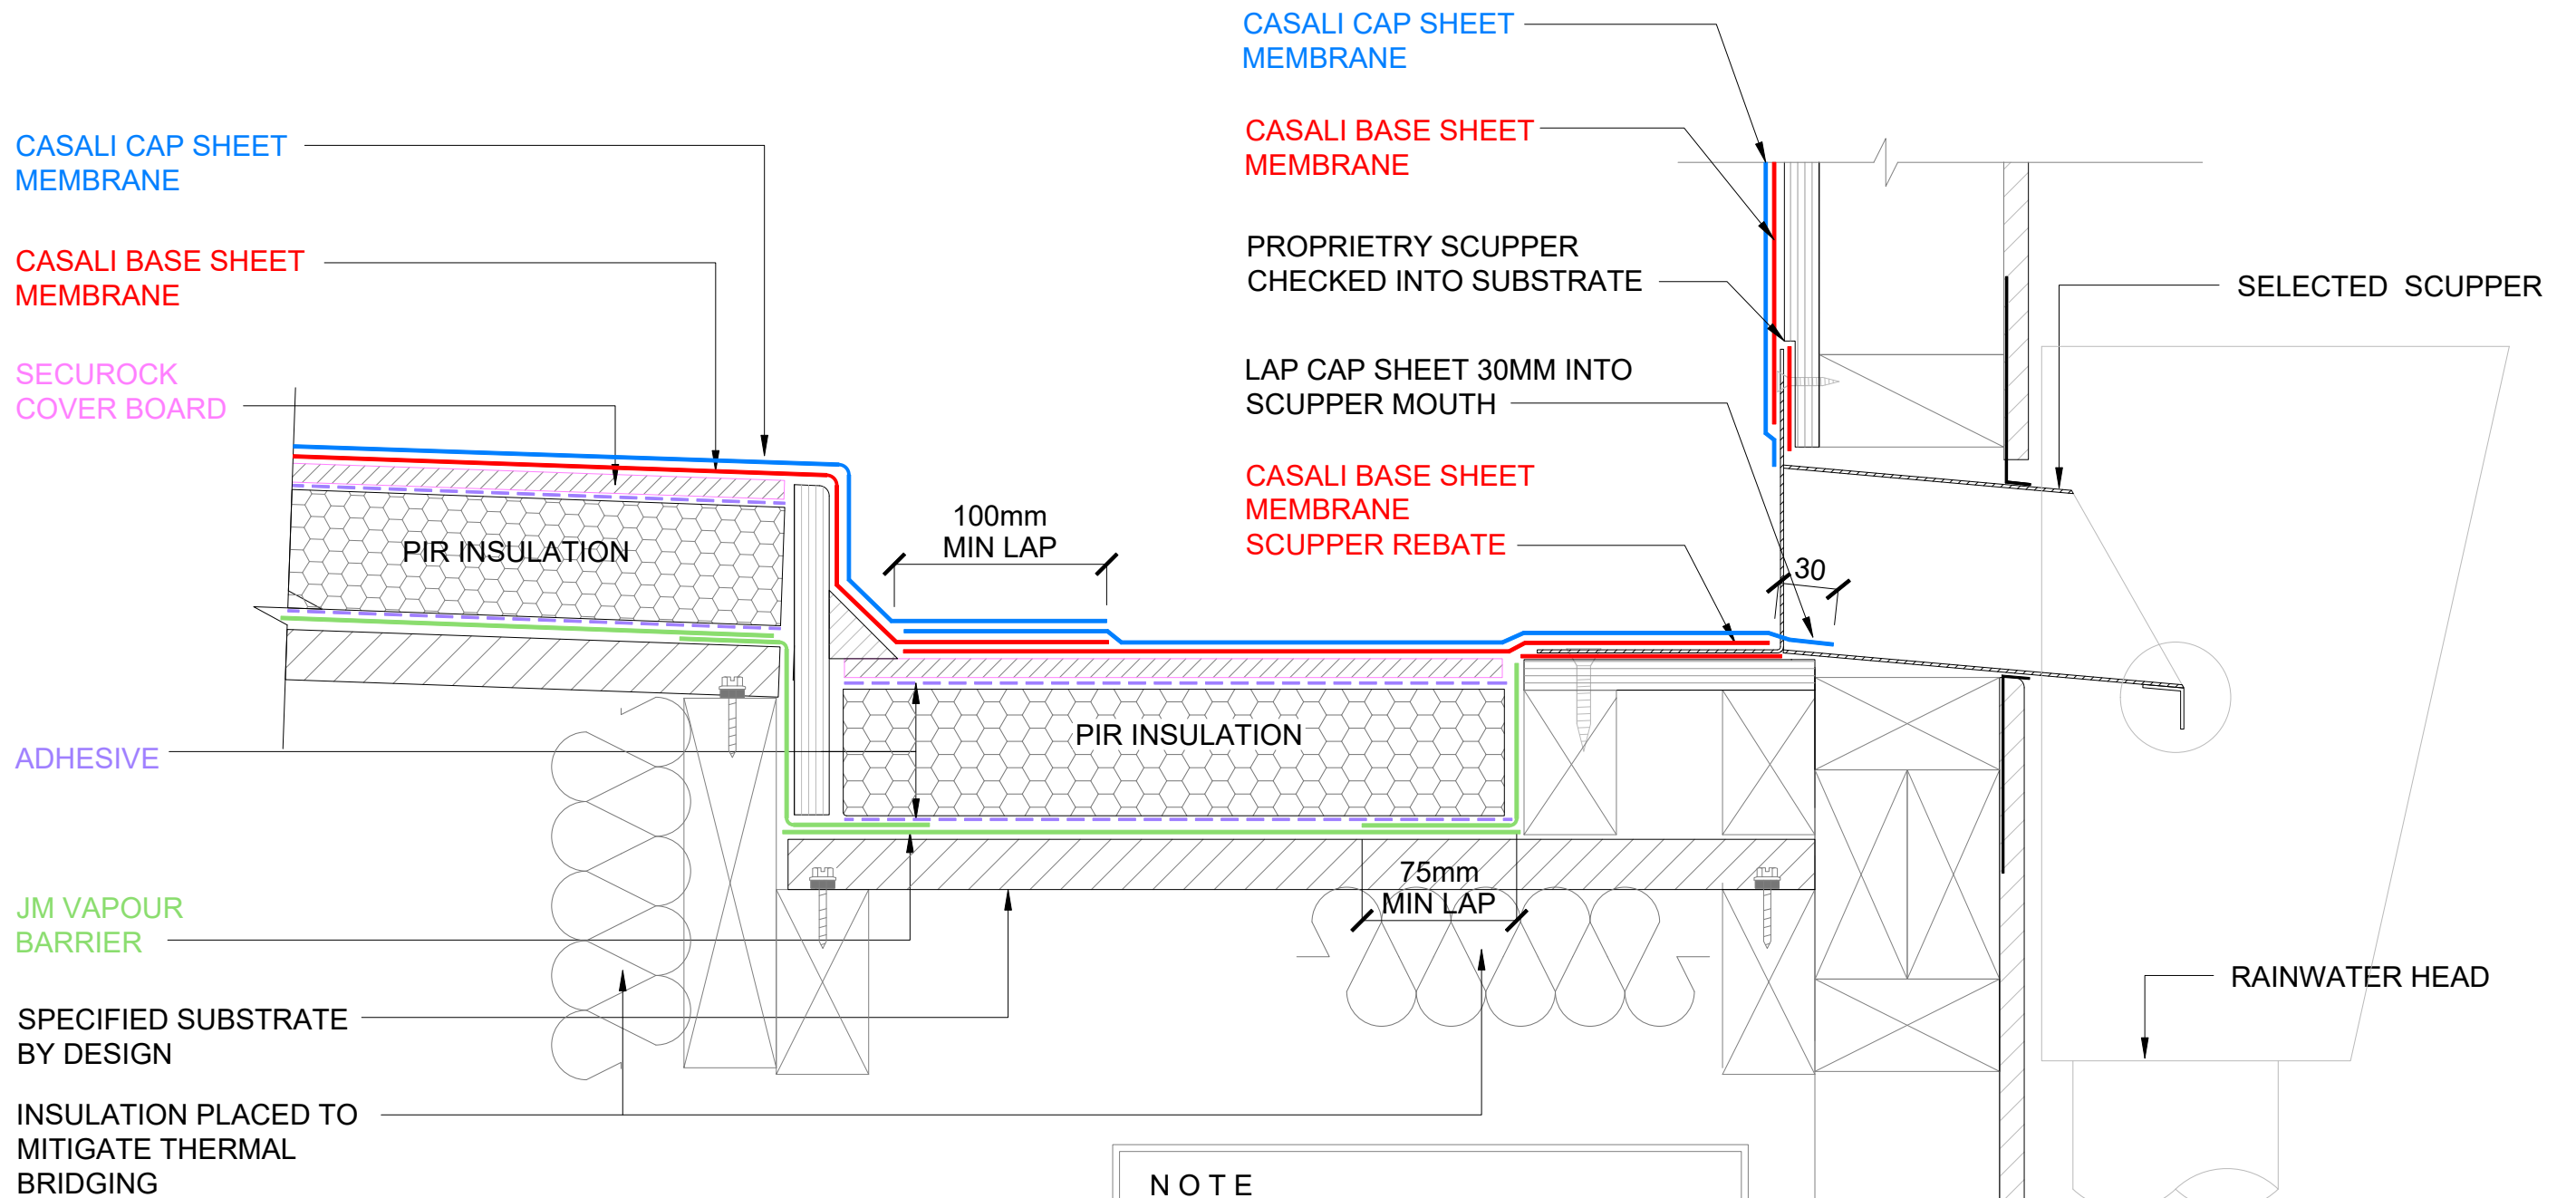 CASALI CAP SHEET
MEMBRANE
CASALI BASE SHEET
MEMBRANE
SECUROCK
COVER BOARD
ADHESIVE
JM VAPOUR
BARRIER
SPECIFIED SUBSTRATE
BY DESIGN
INSULATION PLACED TO
MITIGATE THERMAL
BRIDGING
PIR INSULATION
100mm
MIN LAP
PIR INSULATION
75mm
MIN LAP
CASALI CAP SHEET
MEMBRANE
CASALI BASE SHEET
MEMBRANE
PROPRIETRY SCUPPER
CHECKED INTO SUBSTRATE
LAP CAP SHEET 30MM INTO
SCUPPER MOUTH
CASALI BASE SHEET
MEMBRANE
SCUPPER REBATE
30
SELECTED SCUPPER
RAINWATER HEAD
NOTE